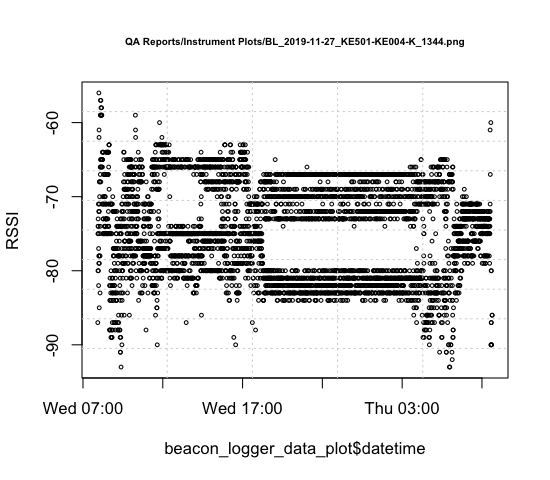 QA Reports/Instrument Plots/BL_2019-11-27_KE501-KE004-K_1344.png
-60
-70
-80
-90
RSSI
Wed 07:00 Wed 17:00 Thu 03:00
beacon_logger_data_plot$datetime